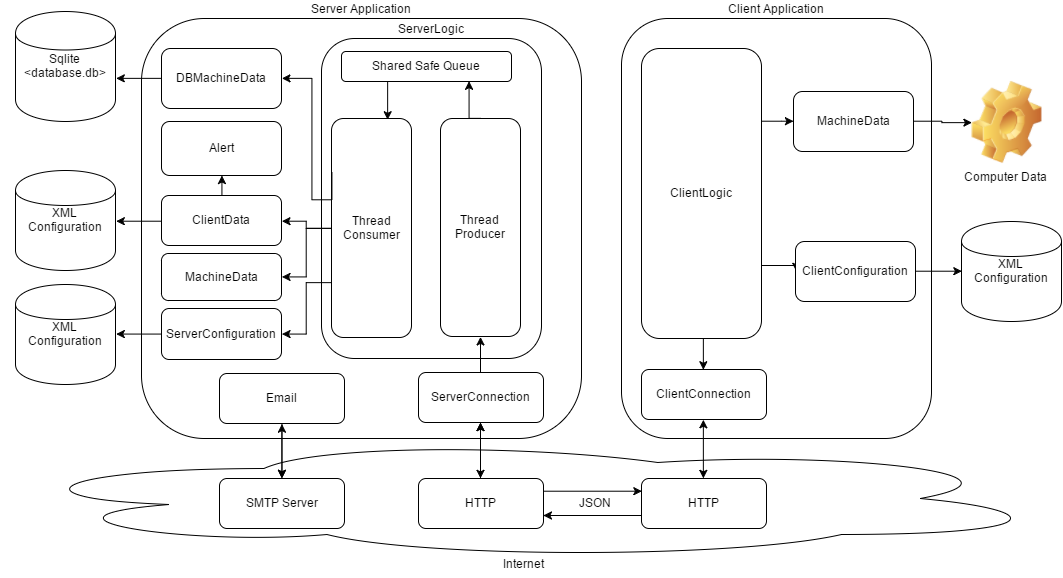 Server Application
Client Application
ServerLogic
Sqlite
<database.db>
DBMachineData
Shared Safe Queue
MachineData
Alert
Computer Data
ClientLogic
XML
Configuration
ClientData
Thread
Consumer
Thread
Producer
MachineData
ClientConfiguration
XML
Configuration
XML
Configuration
ServerConfiguration
Email
ServerConnection
ClientConnection
SMTP Server
HTTP
JSON
HTTP
Internet